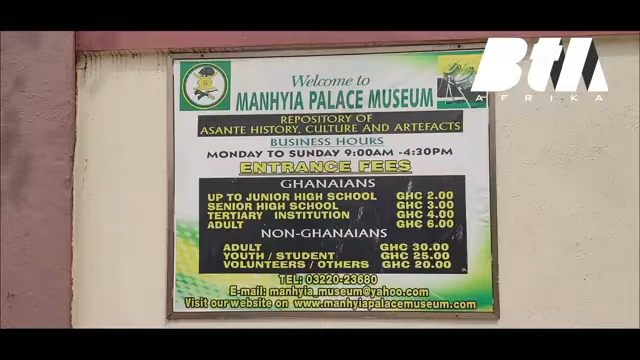 Btl
AFRIKA
Welcome to
MANHYIA PALACE MUSEUM
REPOSITORY OF
ASANTE HISTORY, CULTURE AND ARTEFACTS
BUSINESS HOURS
MONDAY TO SUNDAY 9:00AM -4:30PM
ENTRANCE FEES
GHANAIANS
UP TO JUNIOR HIGH SCHOOL GHC 2.00
SENIOR HIGH SCHOOL GHC 3.00
TERTIARY INSTITUTION GHC 4.00
ADULT GHC 6.00
NON-GHANAIANS
ADULT GHC 30.00
YOUTH / STUDENT GHC 25.00
VOLUNTEERS / OTHERS GHC 20.00
TEL: 03220-23680
E-mail: manhyia_museum@yahoo.com
Visit our website on www.manhyiapalacemuseum.com